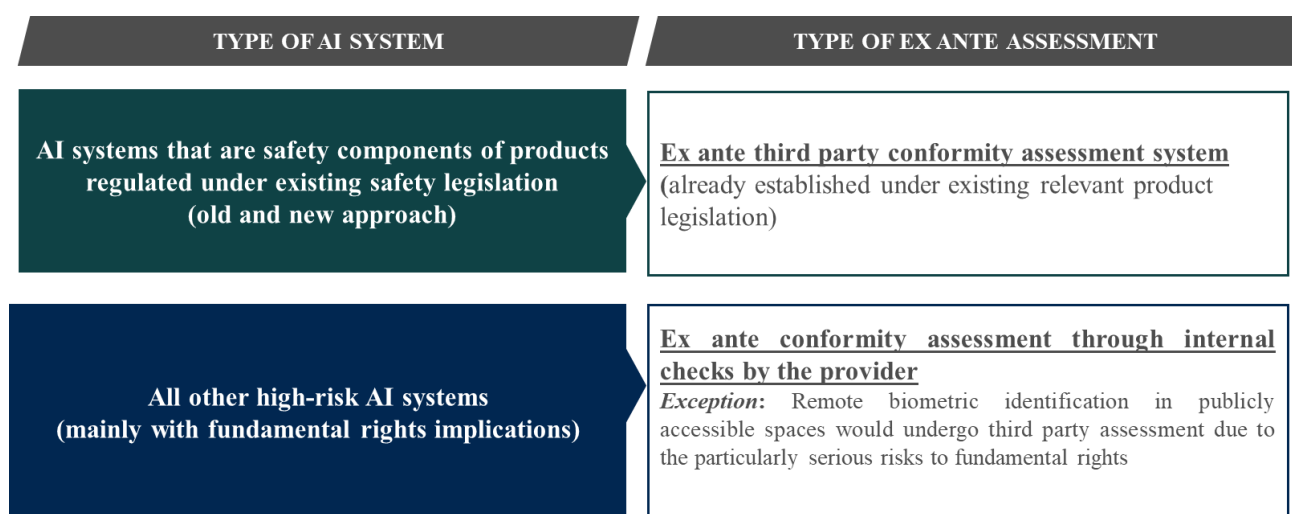 TYPE OF AI SYSTEM
TYPE OF EX ANTE ASSESSMENT
AI systems that are safety components of products
regulated under existing safety legislation
(old and new approach)
Ex ante third party conformity assessment system
(already established under existing relevant product
legislation)
All other high-risk AI systems
(mainly with fundamental rights implications)
Ex ante conformity assessment through internal
checks by the provider
Exception: Remote biometric identification in publicly
accessible spaces would undergo third party assessment due to
the particularly serious risks to fundamental rights